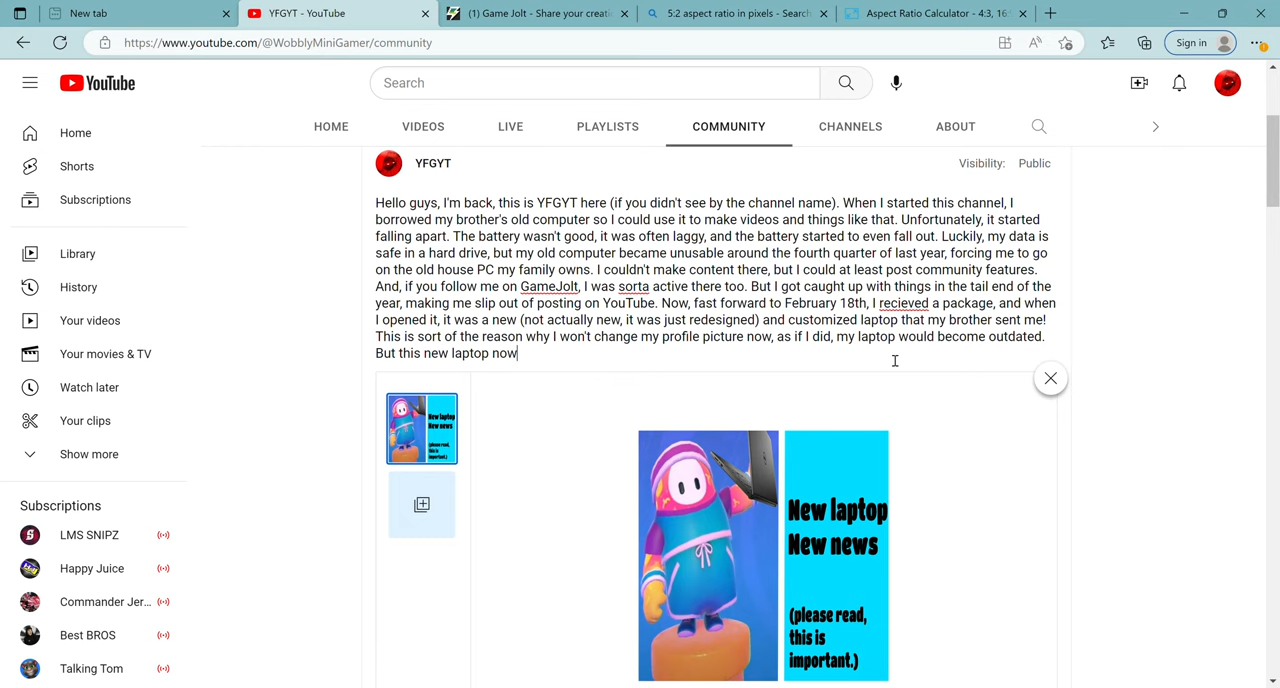 New tab
YFGYT - YouTube
(1) Game Jolt - Share your creati
5:2 aspect ratio in pixels - Search
Aspect Ratio Calculator - 4:3, 16:
https://www.youtube.com/@WobblyMiniGamer/community
Sign in
YouTube
Search
HOME
VIDEOS
LIVE
PLAYLISTS
COMMUNITY
CHANNELS
ABOUT
Home
Shorts
Subscriptions
Library
History
Your videos
Your movies & TV
Watch later
Your clips
Show more
Subscriptions
LMS SNIPZ
Happy Juice
Commander Jer...
Best BROS
Talking Tom
YFGYT
Visibility: Public
Hello guys, I'm back, this is YFGYT here (if you didn't see by the channel name). When I started this channel, I
borrowed my brother's old computer so I could use it to make videos and things like that. Unfortunately, it started
falling apart. The battery wasn't good, it was often laggy, and the battery started to even fall out. Luckily, my data is
safe in a hard drive, but my old computer became unusable around the fourth quarter of last year, forcing me to go
on the old house PC my family owns. I couldn't make content there, but I could at least post community features.
And, if you follow me on GameJolt, I was sorta active there too. But I got caught up with things in the tail end of the
year, making me slip out of posting on YouTube. Now, fast forward to February 18th, I recieved a package, and when
I opened it, it was a new (not actually new, it was just redesigned) and customized laptop that my brother sent me!
This is sort of the reason why I won't change my profile picture now, as if I did, my laptop would become outdated.
But this new laptop now
New laptop
New news
(please read,
this is
important.)
New laptop
New news
(please read,
this is
important.)